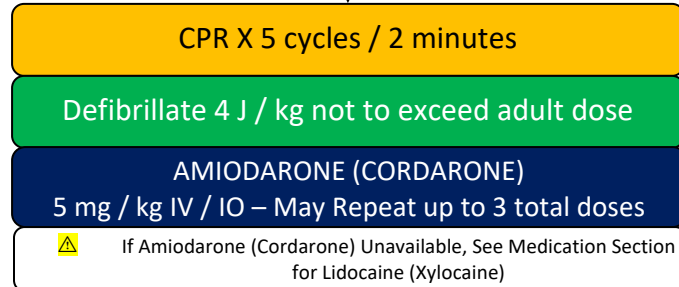 CPR X 5 cycles / 2 minutes
Defibrillate 4 J / kg not to exceed adult dose
AMIODARONE (CORDARONE)
5 mg / kg IV / IO – May Repeat up to 3 total doses
⚠ If Amiodarone (Cordarone) Unavailable, See Medication Section
for Lidocaine (Xylocaine)